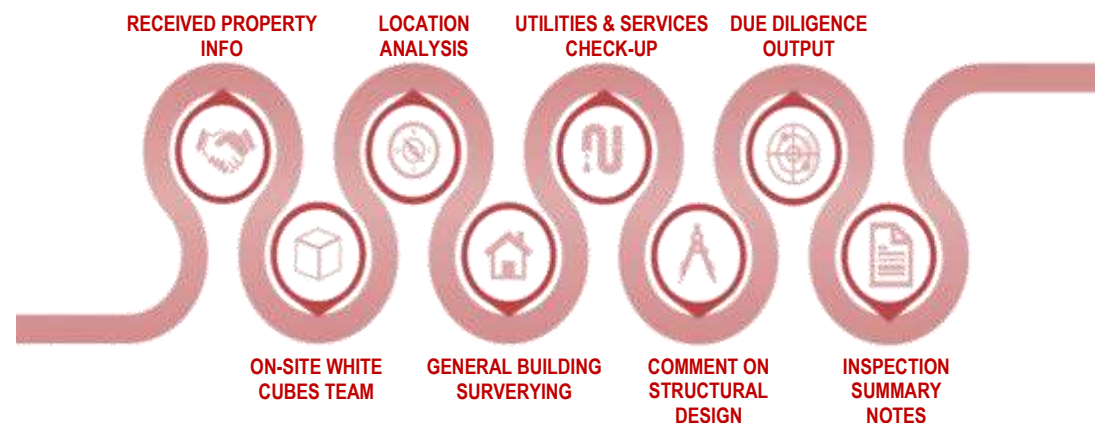 RECEIVED PROPERTY
INFO
LOCATION
ANALYSIS
UTILITIES & SERVICES
CHECK-UP
DUE DILIGENCE
OUTPUT
ON-SITE WHITE
CUBES TEAM
GENERAL BUILDING
SURVERYING
COMMENT ON
STRUCTURAL
DESIGN
INSPECTION
SUMMARY
NOTES